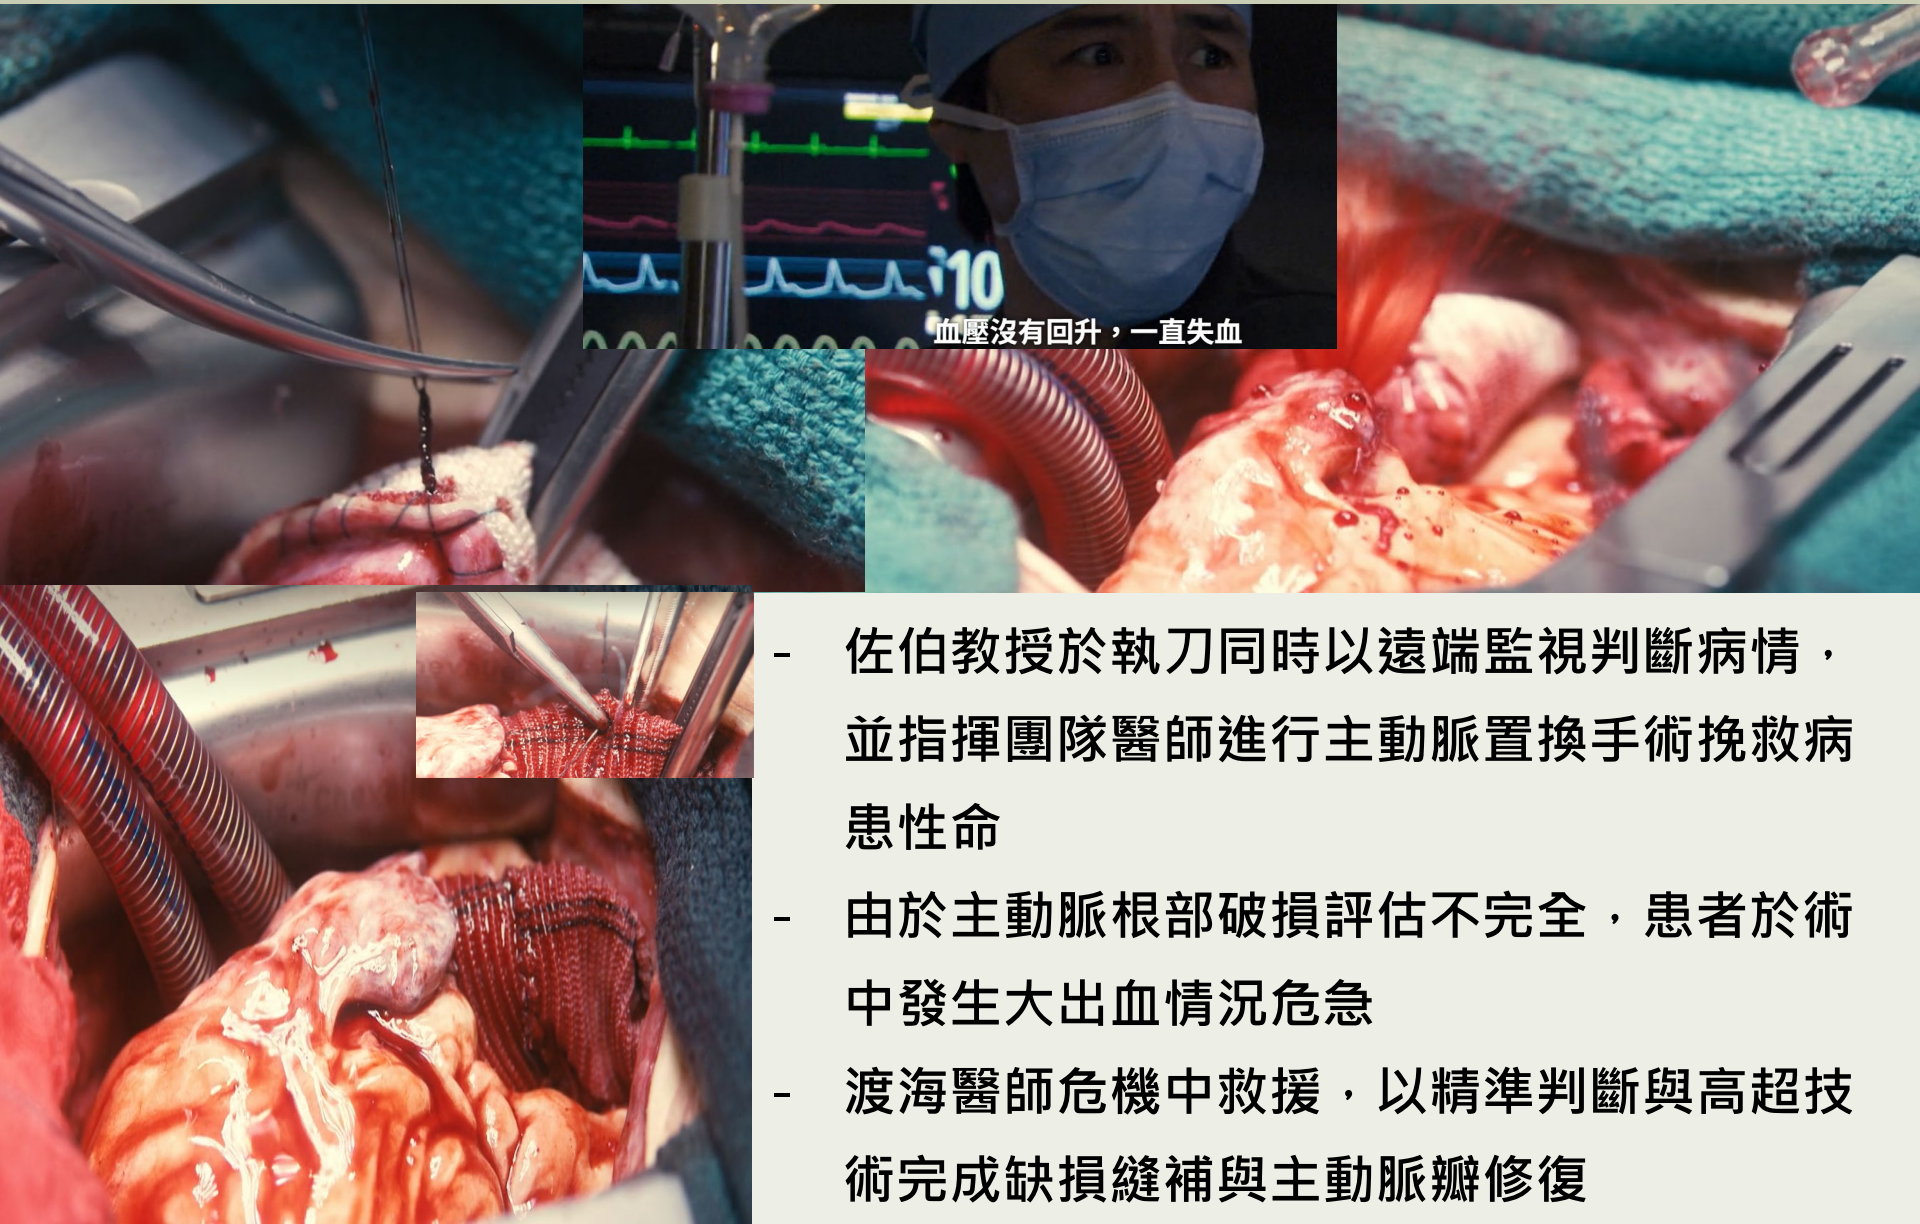 110
血壓沒有回升，一直失血
- 佐伯教授於執刀同時以遠端監視判斷病情，
並指揮團隊醫師進行主動脈置換手術挽救病
患性命
- 由於主動脈根部破損評估不完全，患者於術
中發生大出血情況危急
- 渡海醫師危機中救援，以精準判斷與高超技
術完成缺損縫補與主動脈瓣修復